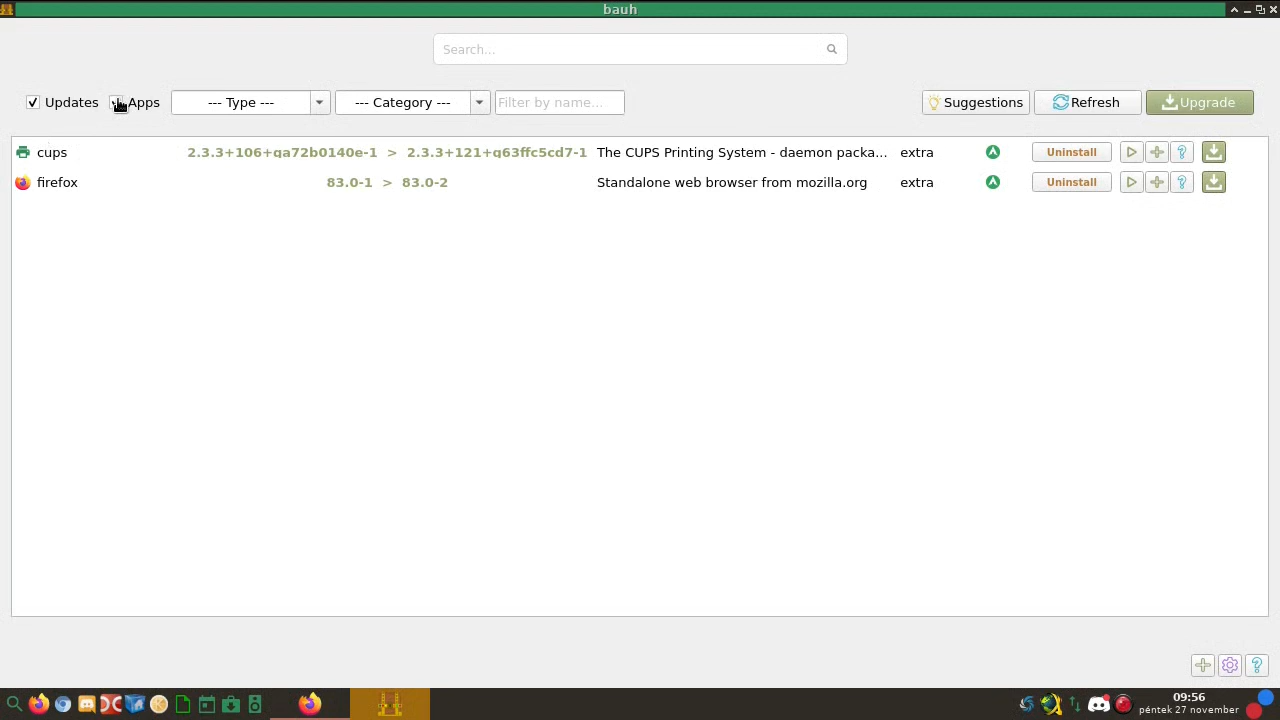 bauh
Search...
Updates Apps --- Type --- --- Category --- Filter by name... Suggestions Refresh Upgrade
cups 2.3.3+106+ga72b0140e-1 > 2.3.3+121+g63ffc5cd7-1 The CUPS Printing System - daemon packa... extra Uninstall
firefox 83.0-1 > 83.0-2 Standalone web browser from mozilla.org extra Uninstall
09:56
péntek 27 november